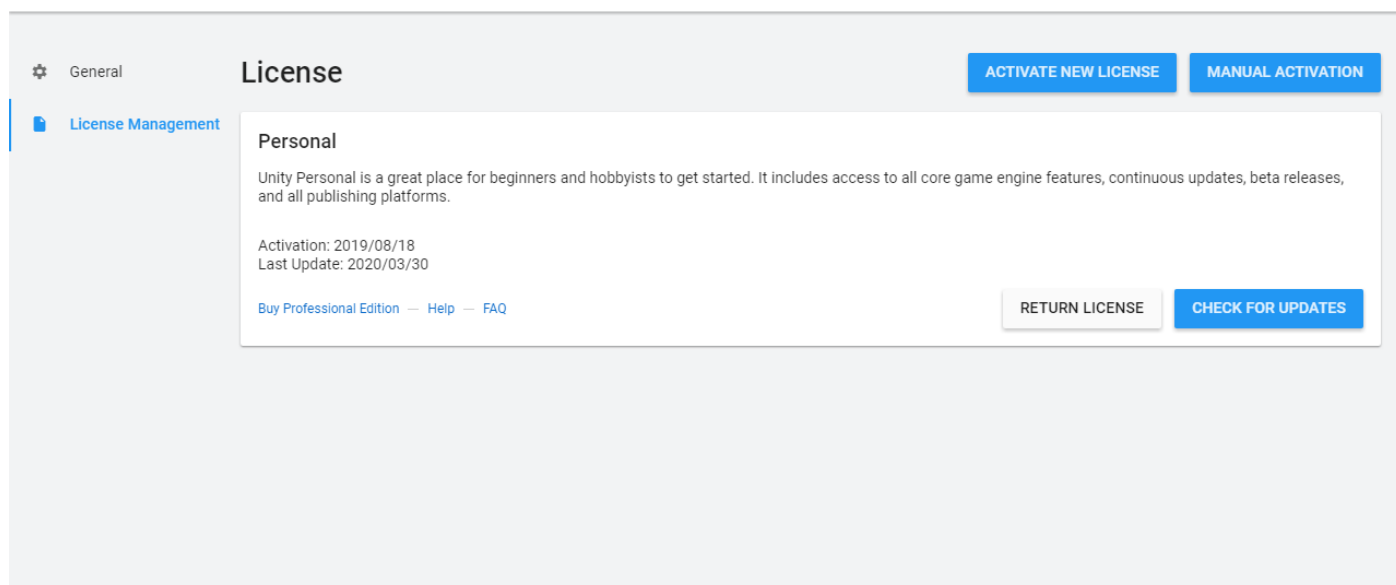 General
License Management
License
ACTIVATE NEW LICENSE
MANUAL ACTIVATION
Personal
Unity Personal is a great place for beginners and hobbyists to get started. It includes access to all core game engine features, continuous updates, beta releases,
and all publishing platforms.
Activation: 2019/08/18
Last Update: 2020/03/30
Buy Professional Edition — Help — FAQ
RETURN LICENSE
CHECK FOR UPDATES